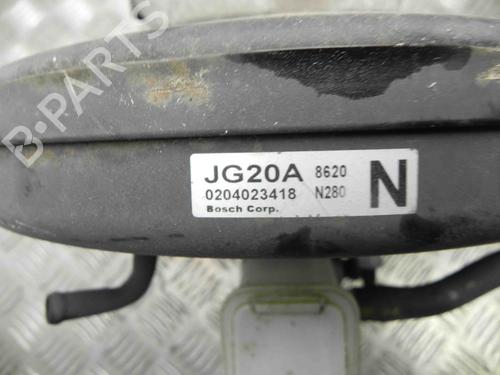 B-PARTS
JG20A 8620
0204023418 N280 N
Bosch Corp.